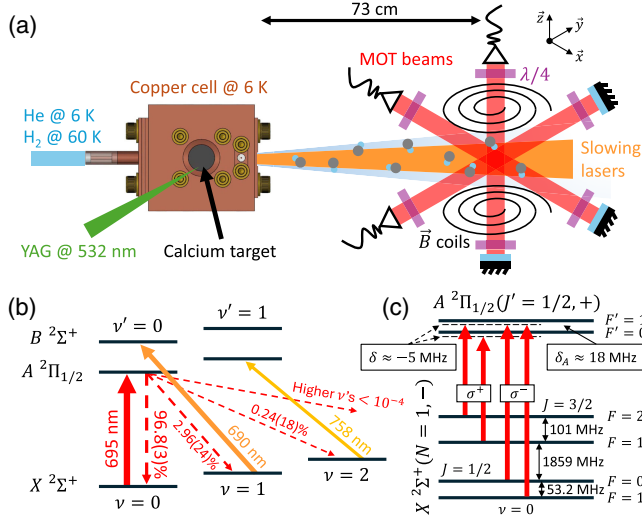 (a)
73 cm
z⃗
y⃗
x⃗
MOT beams
λ/4
Copper cell @ 6 K
He @ 6 K
H₂ @ 60 K
Slowing
lasers
YAG @ 532 nm
Calcium target
B⃗ coils
(b)
ν′ = 0
ν′ = 1
B ²Σ⁺
A ²Π₁/₂
695 nm
96.8(3)%
2.96(24)%
690 nm
0.24(18)%
Higher ν's < 10⁻⁴
758 nm
X ²Σ⁺
ν = 0
ν = 1
ν = 2
(c)
A ²Π₁/₂(J′ = 1/2, +)
F′ = 1
F′ = 0
δ ≈ −5 MHz
δ_A ≈ 18 MHz
σ⁺
σ⁻
X ²Σ⁺(N = 1, −)
J = 3/2
F = 2
101 MHz
F = 1
1859 MHz
J = 1/2
F = 0
53.2 MHz
F = 1
ν = 0